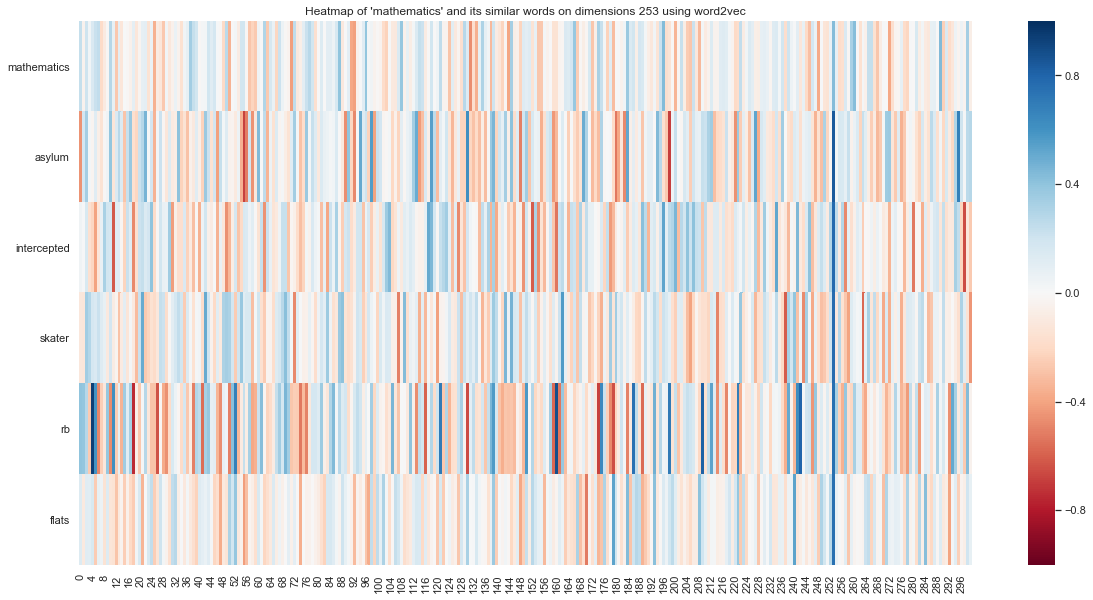 Heatmap of 'mathematics' and its similar words on dimensions 253 using word2vec
mathematics
asylum
intercepted
skater
rb
flats
0 4 8 12 16 20 24 28 32 36 40 44 48 52 56 60 64 68 72 76 80 84 88 92 96 100 104 108 112 116 120 124 128 132 136 140 144 148 152 156 160 164 168 172 176 180 184 188 192 196 200 204 208 212 216 220 224 228 232 236 240 244 248 252 256 260 264 268 272 276 280 284 288 292 296
0.8
0.4
0.0
−0.4
−0.8